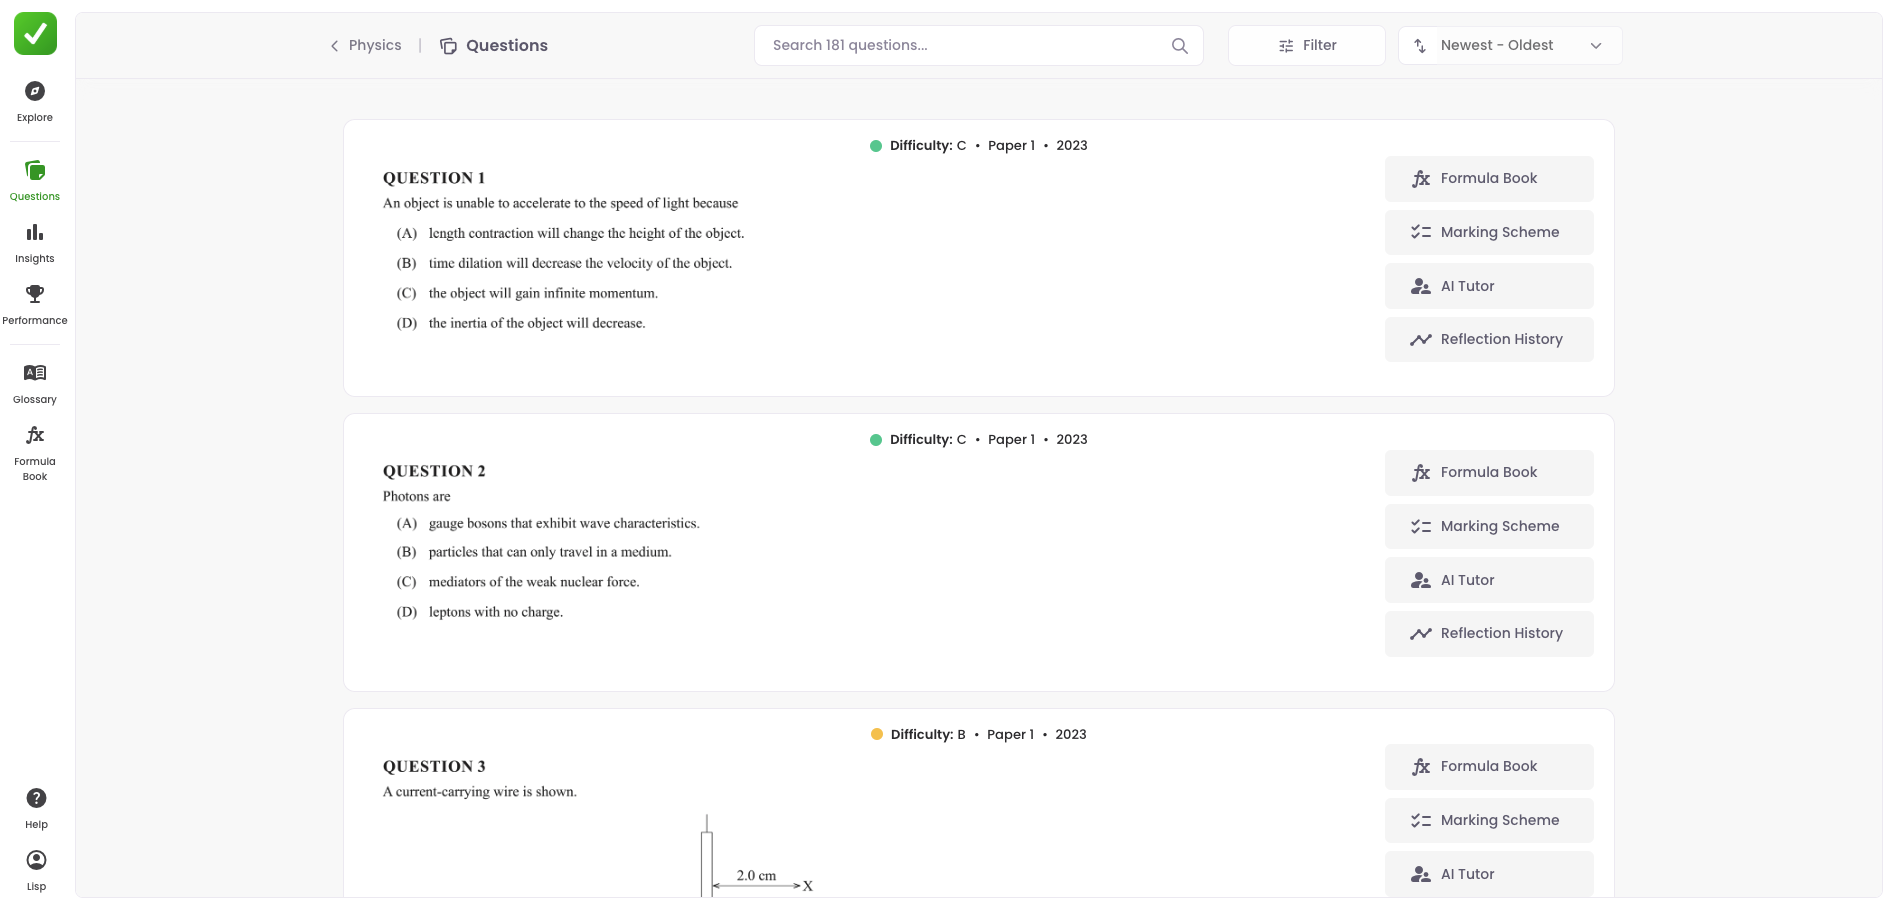 Physics | Questions
Search 181 questions...
Filter
Newest - Oldest
Explore
Questions
Insights
Performance
Glossary
Formula
Book
Help
Lisp
Difficulty: C • Paper 1 • 2023
QUESTION 1
An object is unable to accelerate to the speed of light because
(A) length contraction will change the height of the object.
(B) time dilation will decrease the velocity of the object.
(C) the object will gain infinite momentum.
(D) the inertia of the object will decrease.
Formula Book
Marking Scheme
AI Tutor
Reflection History
Difficulty: C • Paper 1 • 2023
QUESTION 2
Photons are
(A) gauge bosons that exhibit wave characteristics.
(B) particles that can only travel in a medium.
(C) mediators of the weak nuclear force.
(D) leptons with no charge.
Formula Book
Marking Scheme
AI Tutor
Reflection History
Difficulty: B • Paper 1 • 2023
QUESTION 3
A current-carrying wire is shown.
2.0 cm
X
Formula Book
Marking Scheme
AI Tutor